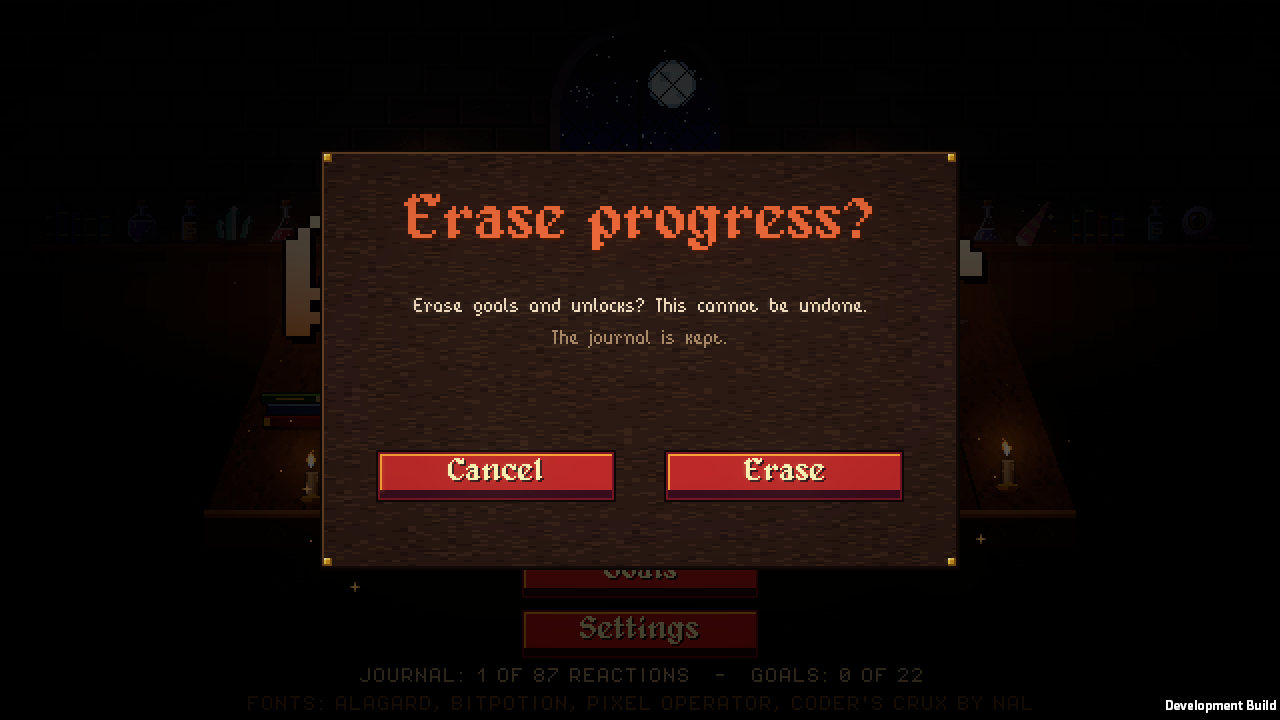 Erase progress?
Erase goals and unlocks? This cannot be undone.
The journal is kept.
Cancel
Erase
Goals
Settings
JOURNAL: 1 OF 87 REACTIONS - GOALS: 0 OF 22
FONTS: ALAGARD, BITPOTION, PIXEL OPERATOR, CODER'S CRUX BY NAL
Development Build